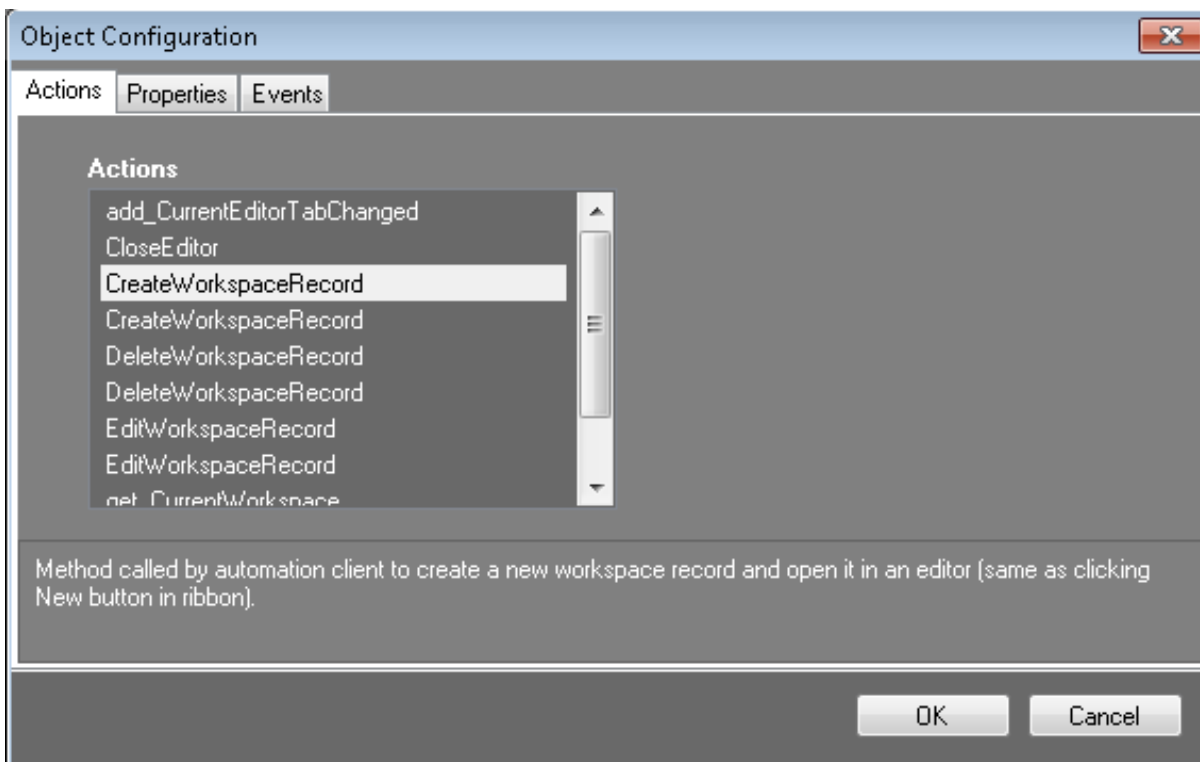 Object Configuration
Actions
Properties
Events
Actions
add_CurrentEditorTabChanged
CloseEditor
CreateWorkspaceRecord
CreateWorkspaceRecord
DeleteWorkspaceRecord
DeleteWorkspaceRecord
EditWorkspaceRecord
EditWorkspaceRecord
get_CurrentWorkspace
Method called by automation client to create a new workspace record and open it in an editor (same as clicking
New button in ribbon).
OK
Cancel